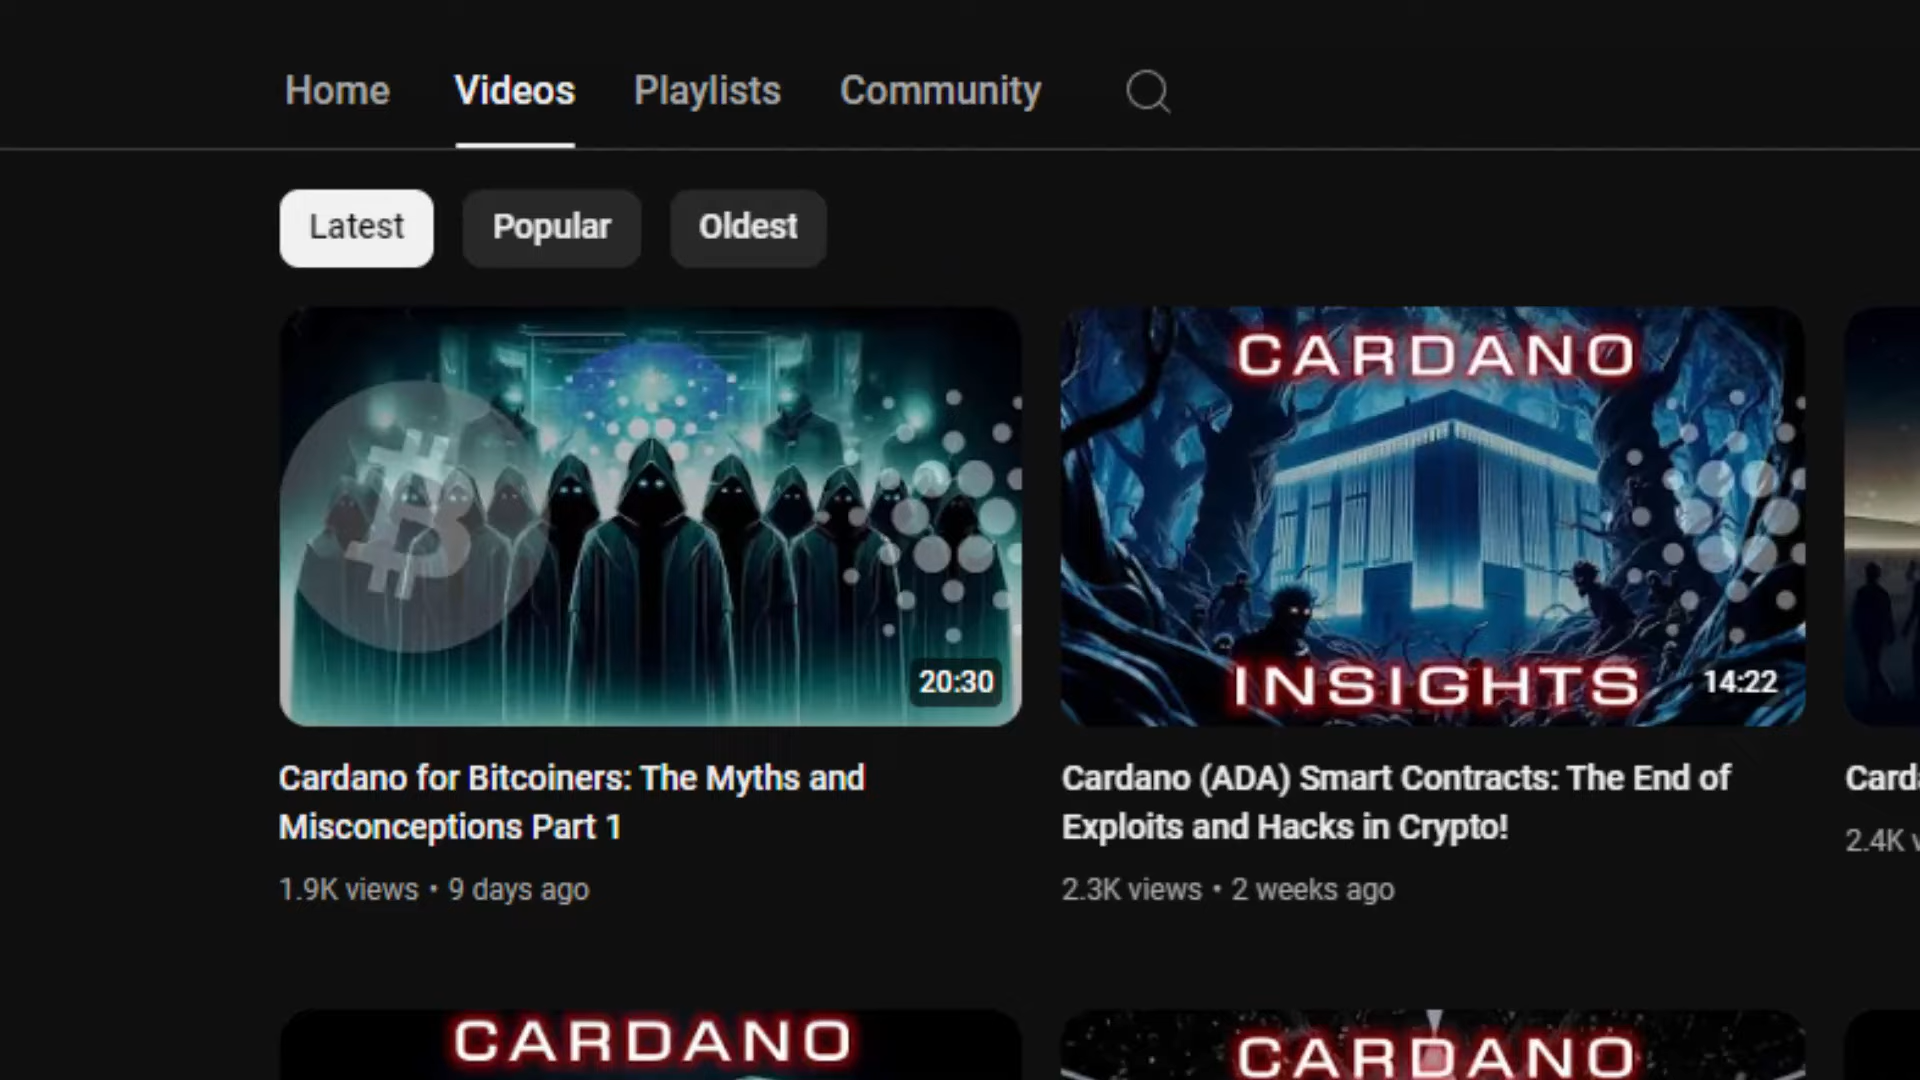 Home Videos Playlists Community
Latest Popular Oldest
CARDANO
INSIGHTS
20:30
14:22
Cardano for Bitcoiners: The Myths and
Misconceptions Part 1
1.9K views • 9 days ago
Cardano (ADA) Smart Contracts: The End of
Exploits and Hacks in Crypto!
2.3K views • 2 weeks ago
2.4K
CARDANO
CARDANO